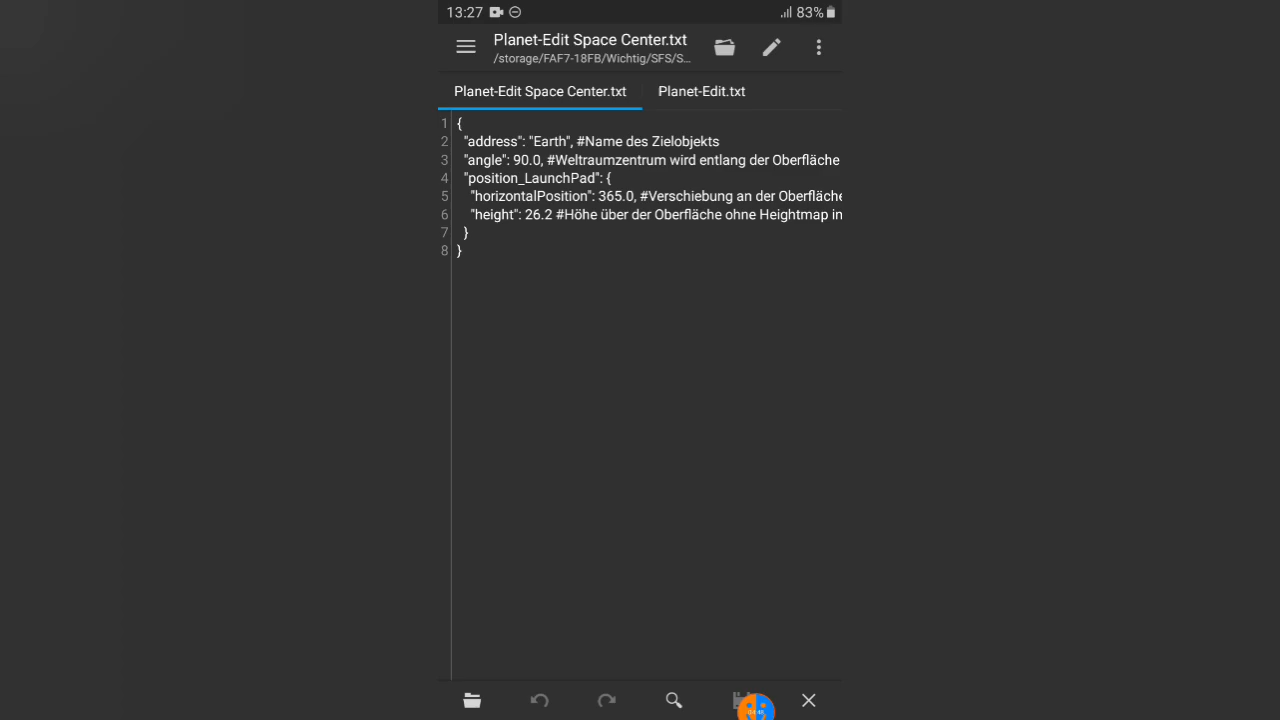 13:27 83%
Planet-Edit Space Center.txt
/storage/FAF7-18FB/Wichtig/SFS/S...
Planet-Edit Space Center.txt Planet-Edit.txt
1 {
2 "address": "Earth", #Name des Zielobjekts
3 "angle": 90.0, #Weltraumzentrum wird entlang der Oberfläche
4 "position_LaunchPad": {
5 "horizontalPosition": 365.0, #Verschiebung an der Oberfläche
6 "height": 26.2 #Höhe über der Oberfläche ohne Heightmap in
7 }
8 }